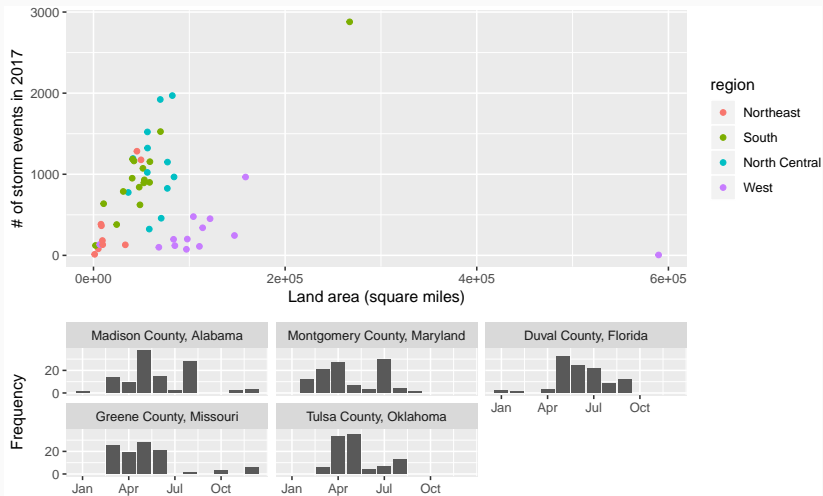 # of storm events in 2017
3000
2000
1000
0
0e+00 2e+05 4e+05 6e+05
Land area (square miles)
region
Northeast
South
North Central
West
Frequency
Madison County, Alabama Montgomery County, Maryland Duval County, Florida
20
0
Jan Apr Jul Oct
Greene County, Missouri Tulsa County, Oklahoma
20
0
Jan Apr Jul Oct Jan Apr Jul Oct